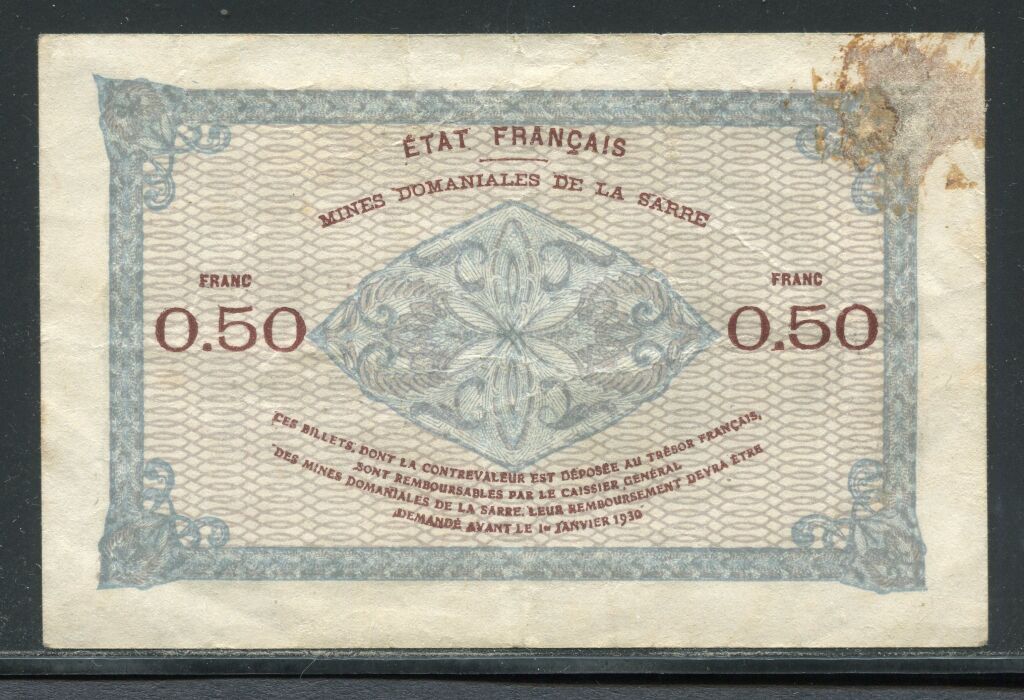 ÉTAT FRANÇAIS
MINES DOMANIALES DE LA SARRE
FRANC
0.50
FRANC
0.50
CES BILLETS, DONT LA CONTREVALEUR EST DÉPOSÉE AU TRÉSOR FRANÇAIS,
SONT REMBOURSABLES PAR LE CAISSIER GÉNÉRAL
DES MINES DOMANIALES DE LA SARRE. LEUR REMBOURSEMENT DEVRA ÊTRE
DEMANDÉ AVANT LE 1er JANVIER 1930